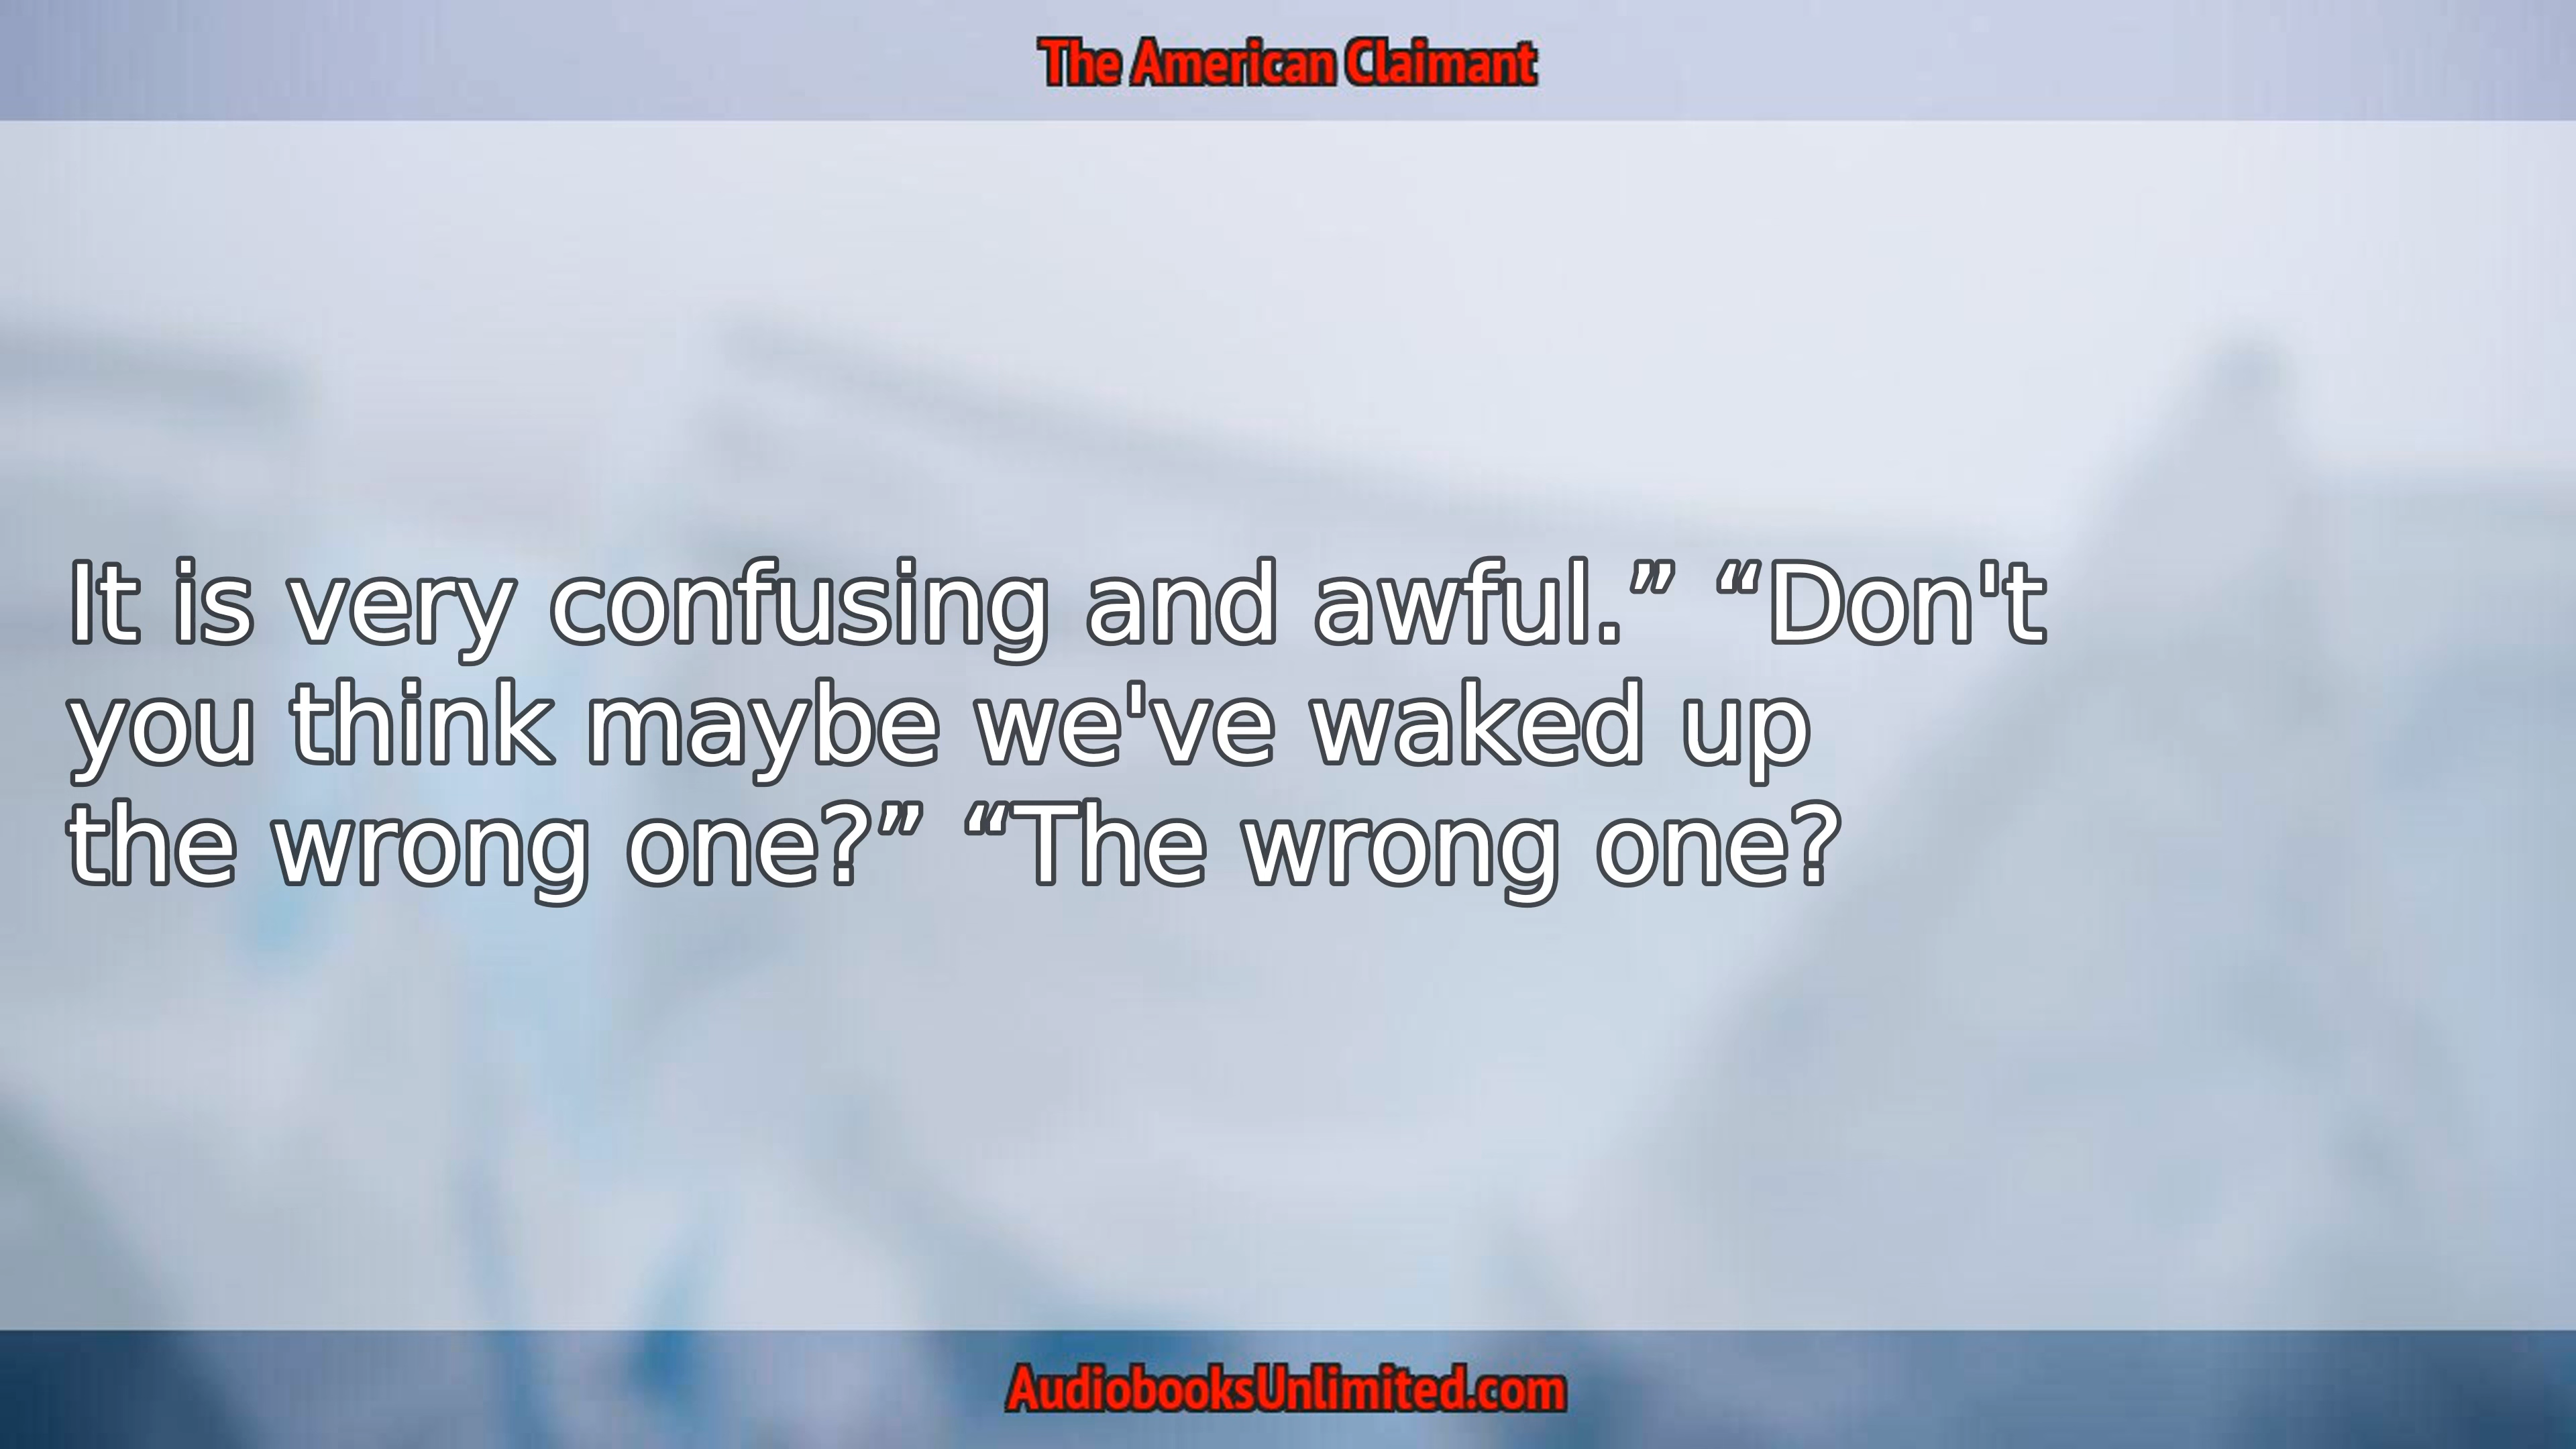 The American Claimant
It is very confusing and awful.” “Don't
you think maybe we've waked up
the wrong one?” “The wrong one?
AudiobooksUnlimited.com